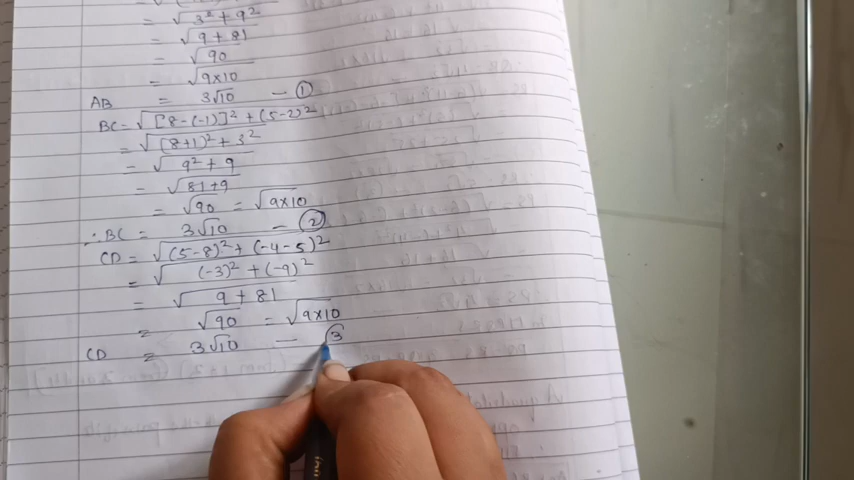 = √3² + 9²
= √9 + 81
= √90
= √9×10
AB = 3√10 — ①
BC = √[8-(-1)]² + (5-2)²
= √(8+1)² + 3²
= √9² + 9
= √81+9
= √90 = √9×10
∴ BC = 3√10 — ②
CD = √(5-8)² + (-4-5)²
= √(-3)² + (-9)²
= √9 + 81
= √90 = √9×10
CD = 3√10 — 3